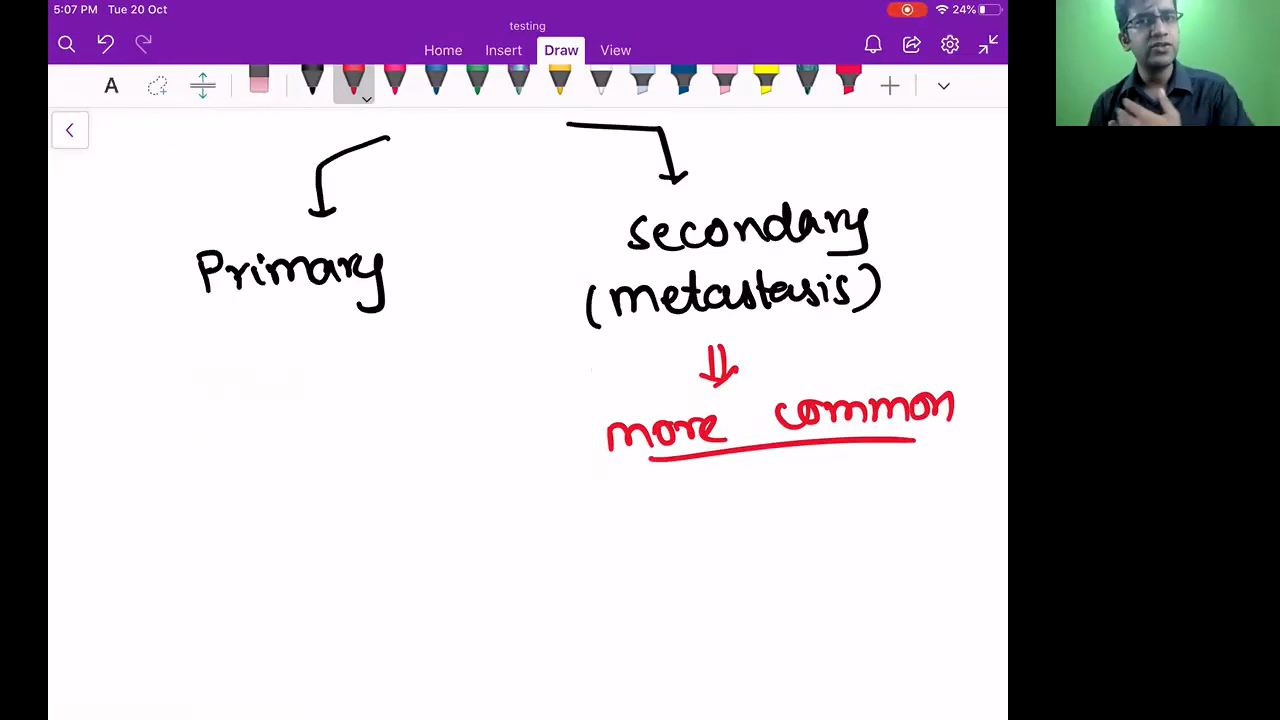 5:07 PM Tue 20 Oct
24%
testing
Home Insert Draw View
A
Primary
secondary
(metastasis)
more common